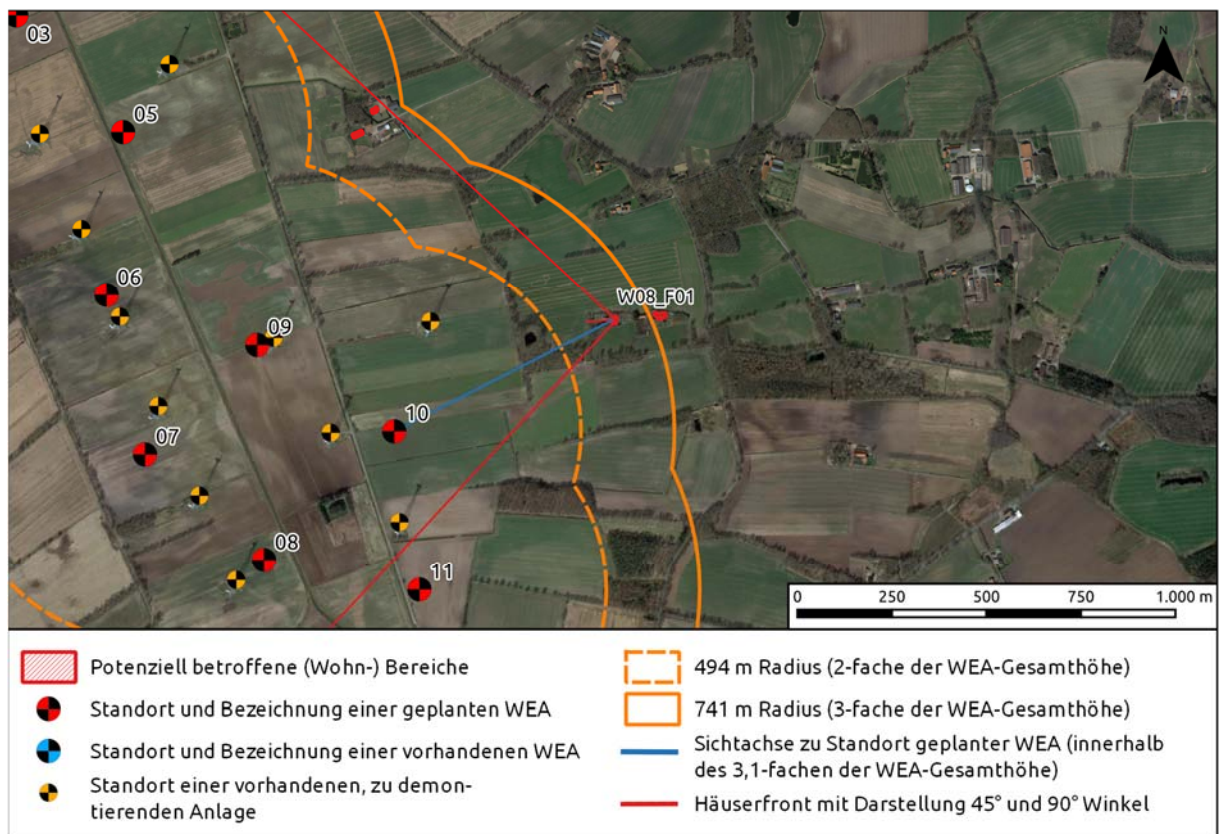 03
N
05
W08_F01
06
09
10
07
08
11
0 250 500 750 1.000 m
Potenziell betroffene (Wohn-) Bereiche
Standort und Bezeichnung einer geplanten WEA
Standort und Bezeichnung einer vorhandenen WEA
Standort einer vorhandenen, zu demon-
tierenden Anlage
494 m Radius (2-fache der WEA-Gesamthöhe)
741 m Radius (3-fache der WEA-Gesamthöhe)
Sichtachse zu Standort geplanter WEA (innerhalb
des 3,1-fachen der WEA-Gesamthöhe)
Häuserfront mit Darstellung 45° und 90° Winkel